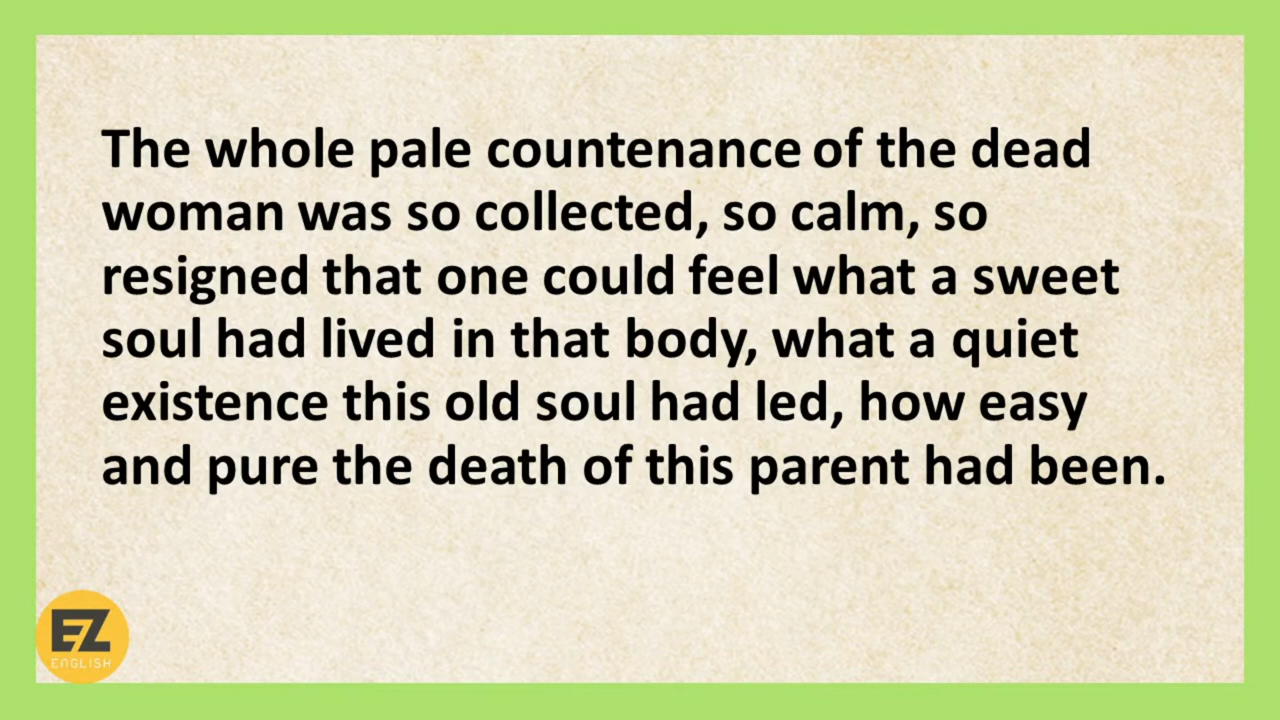 The whole pale countenance of the dead
woman was so collected, so calm, so
resigned that one could feel what a sweet
soul had lived in that body, what a quiet
existence this old soul had led, how easy
and pure the death of this parent had been.
EZ
ENGLISH